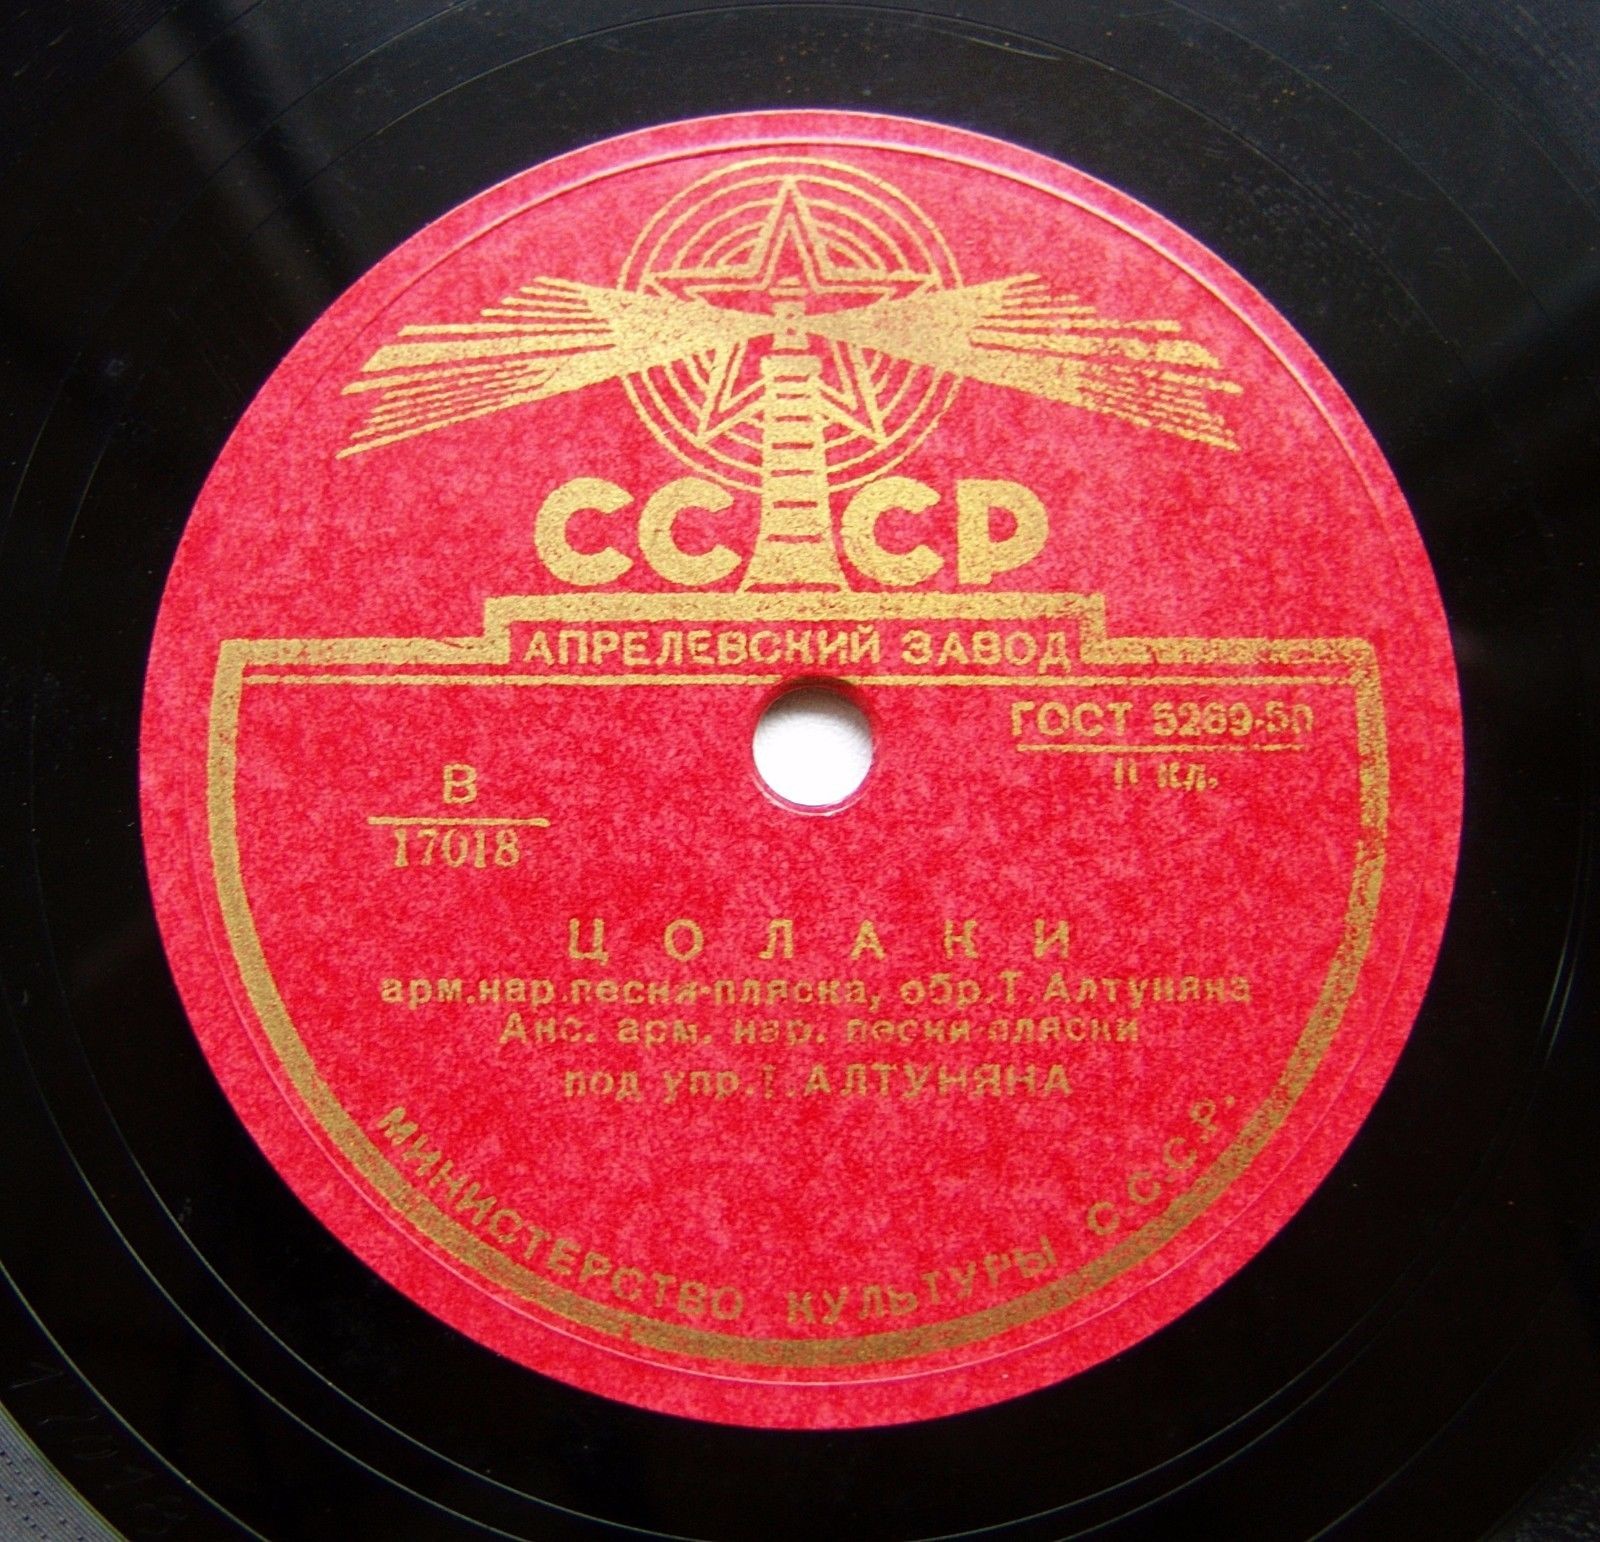 СССР
АПРЕЛЕВСКИЙ ЗАВОД
ГОСТ 5289-50
II кл.
В
17018
ЦОЛАКИ
арм.нар.песня-пляска, обр.Т.Алтуняна
Анс. арм. нар. песни-пляски
под упр.Т.АЛТУНЯНА
МИНИСТЕРСТВО КУЛЬТУРЫ С.С.С.Р.